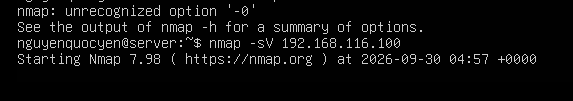 nmap: unrecognized option '-0'
See the output of nmap -h for a summary of options.
nguyenquocyen@server:~$ nmap -sV 192.168.116.100
Starting Nmap 7.98 ( https://nmap.org ) at 2026-09-30 04:57 +0000